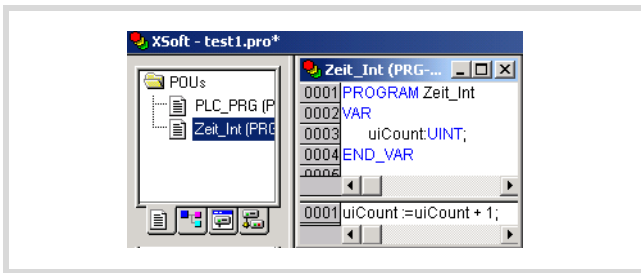 XSoft - test1.pro*
POUs
PLC_PRG (P
Zeit_Int (PRG
Zeit_Int (PRG-...
0001 PROGRAM Zeit_Int
0002 VAR
0003 uiCount:UINT;
0004 END_VAR
0001 uiCount :=uiCount + 1;